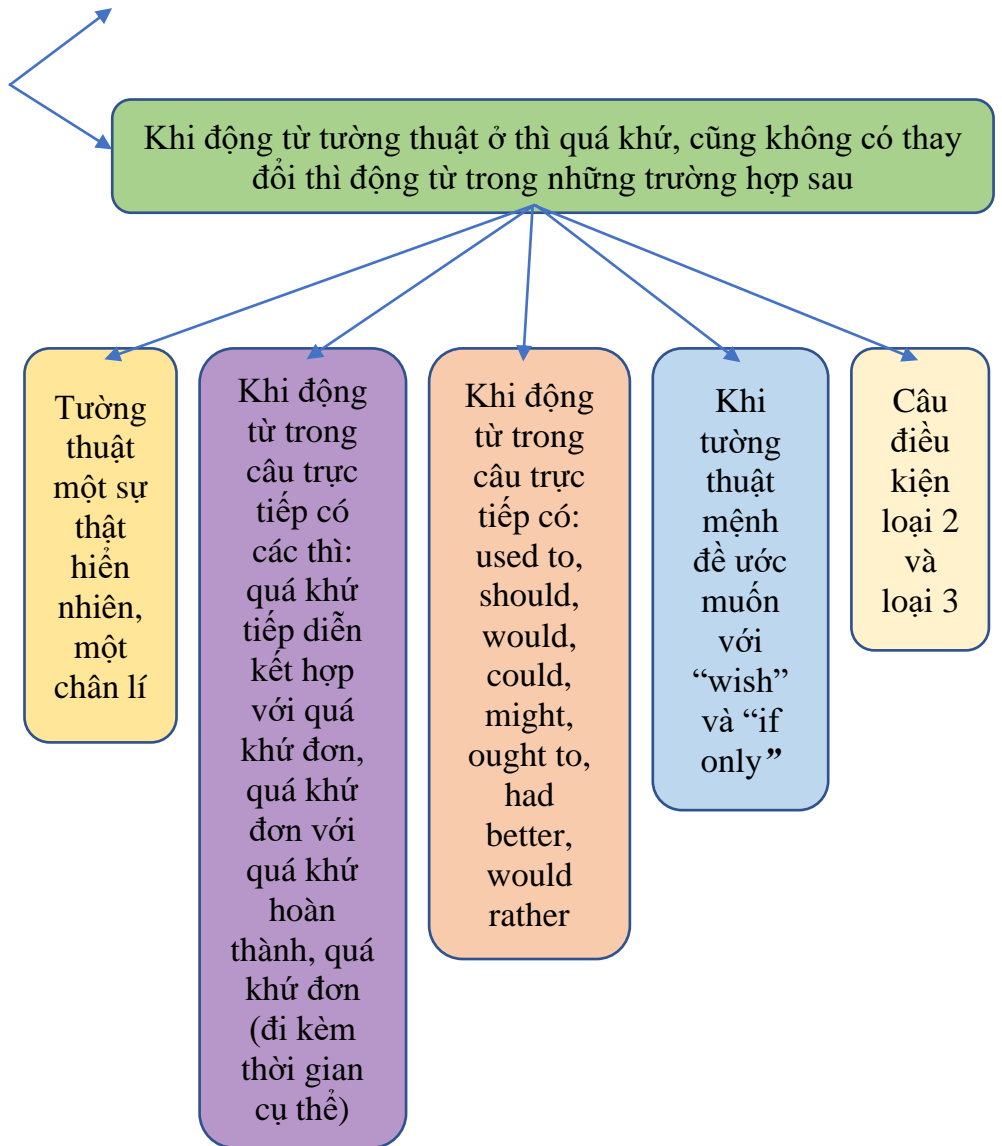 Khi động từ tường thuật ở thì quá khứ, cũng không có thay
đổi thì động từ trong những trường hợp sau
Tường
thuật
một sự
thật
hiển
nhiên,
một
chân lí
Khi động
từ trong
câu trực
tiếp có
các thì:
quá khứ
tiếp diễn
kết hợp
với quá
khứ đơn,
quá khứ
đơn với
quá khứ
hoàn
thành, quá
khứ đơn
(đi kèm
thời gian
cụ thể)
Khi động
từ trong
câu trực
tiếp có:
used to,
should,
would,
could,
might,
ought to,
had
better,
would
rather
Khi
tường
thuật
mệnh
đề ước
muốn
với
“wish”
và “if
only”
Câu
điều
kiện
loại 2
và
loại 3